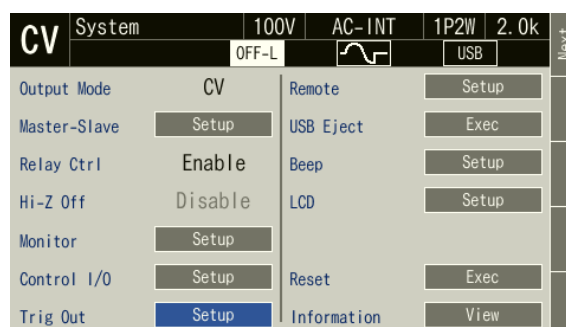 CV System 100V AC-INT 1P2W 2.0k
OFF-L USB
Next
Output Mode CV
Master-Slave Setup
Relay Ctrl Enable
Hi-Z Off Disable
Monitor Setup
Control I/O Setup
Trig Out Setup
Remote Setup
USB Eject Exec
Beep Setup
LCD Setup
Reset Exec
Information View